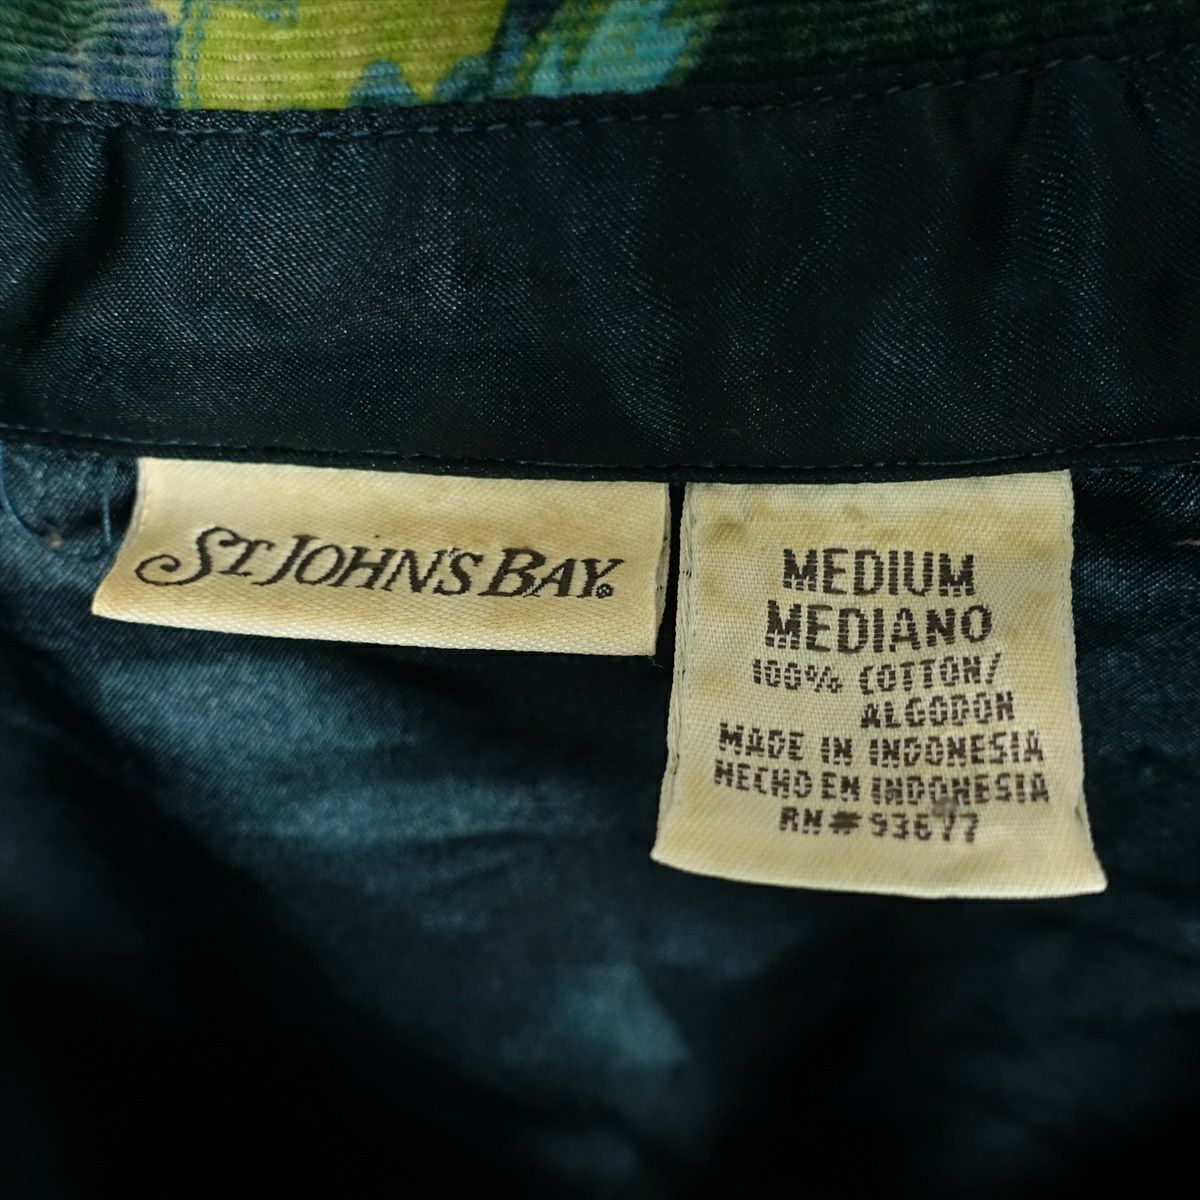 ST. JOHN'S BAY®
MEDIUM
MEDIANO
100% COTTON/
ALGODON
MADE IN INDONESIA
HECHO EN INDONESIA
RN#93677